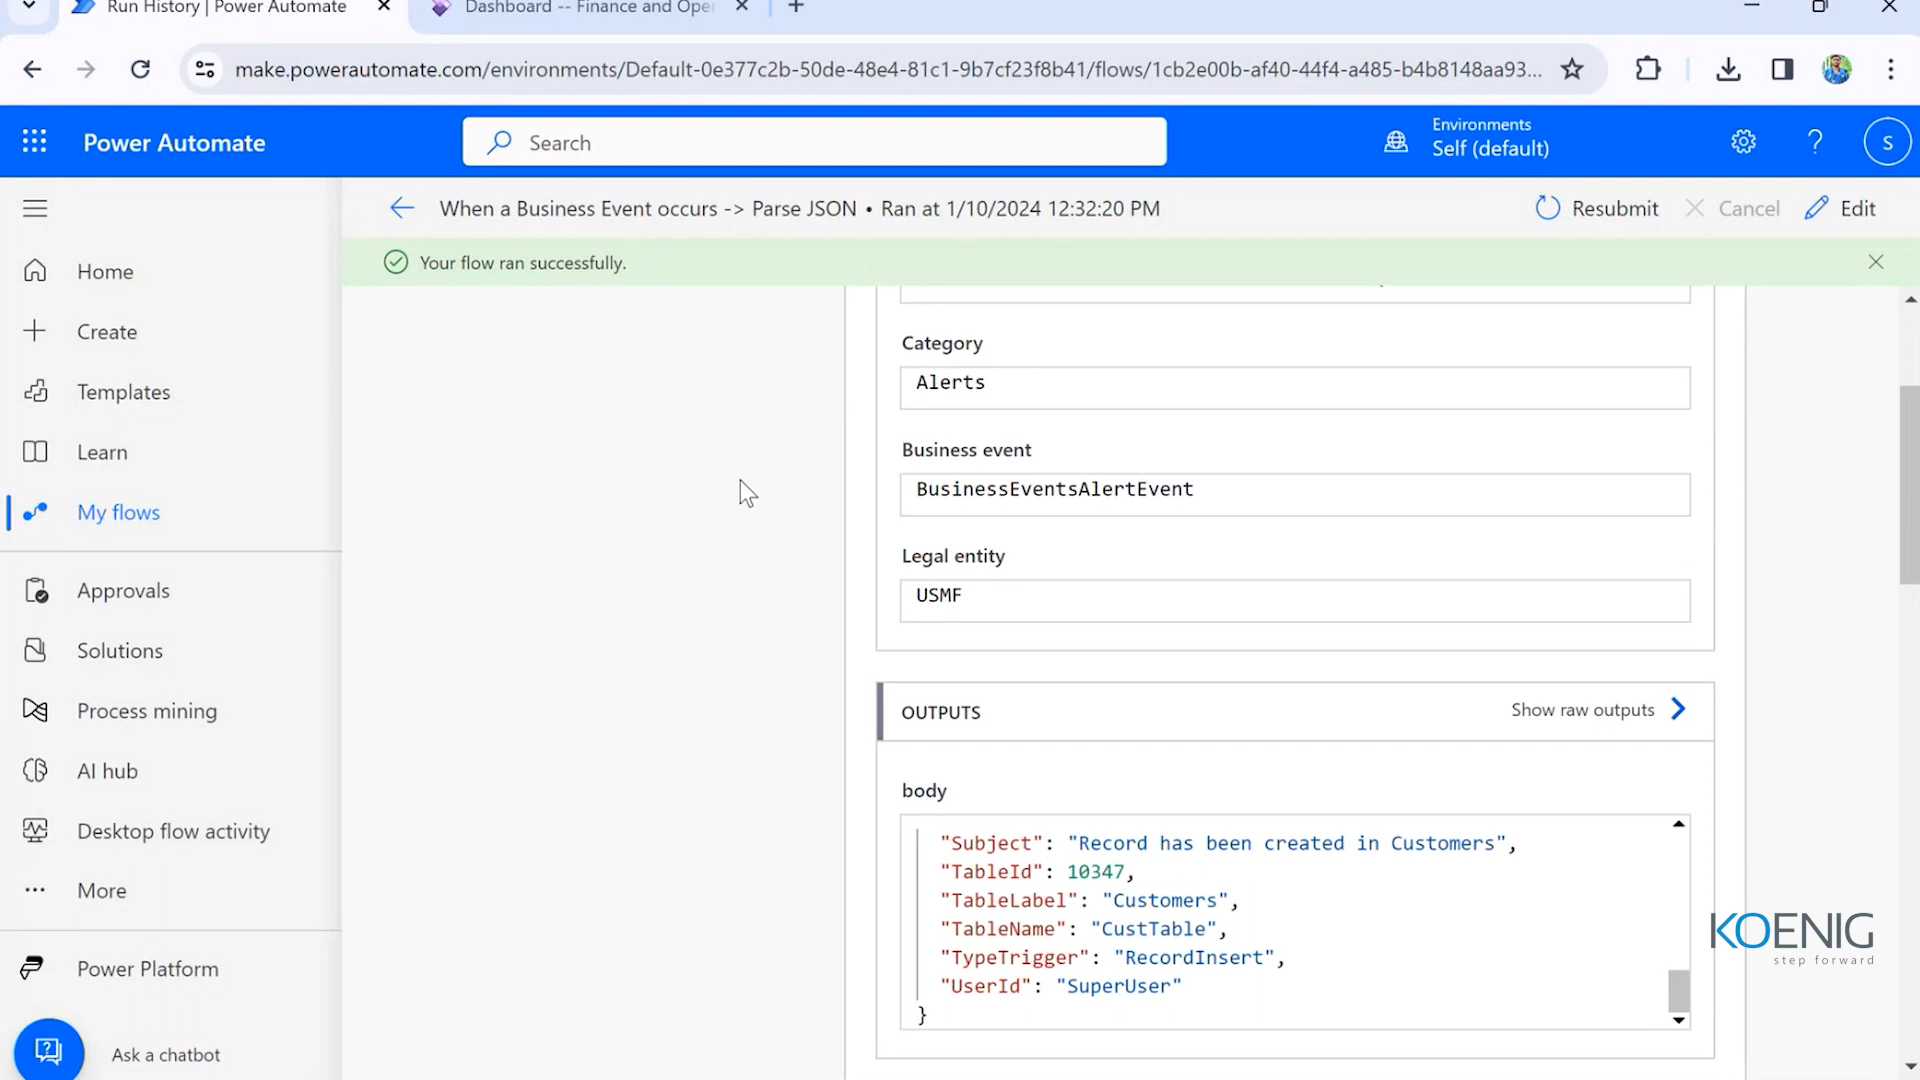 Run History | Power Automate
Dashboard -- Finance and Oper
make.powerautomate.com/environments/Default-0e377c2b-50de-48e4-81c1-9b7cf23f8b41/flows/1cb2e00b-af40-44f4-a485-b4b8148aa93...
Power Automate
Search
Environments
Self (default)
?
S
When a Business Event occurs -> Parse JSON • Ran at 1/10/2024 12:32:20 PM
Resubmit
Cancel
Edit
Your flow ran successfully.
Home
Create
Templates
Learn
My flows
Approvals
Solutions
Process mining
AI hub
Desktop flow activity
More
Power Platform
Ask a chatbot
Category
Alerts
Business event
BusinessEventsAlertEvent
Legal entity
USMF
OUTPUTS
Show raw outputs
body
"Subject": "Record has been created in Customers",
"TableId": 10347,
"TableLabel": "Customers",
"TableName": "CustTable",
"TypeTrigger": "RecordInsert",
"UserId": "SuperUser"
}
KOENIG
step forward